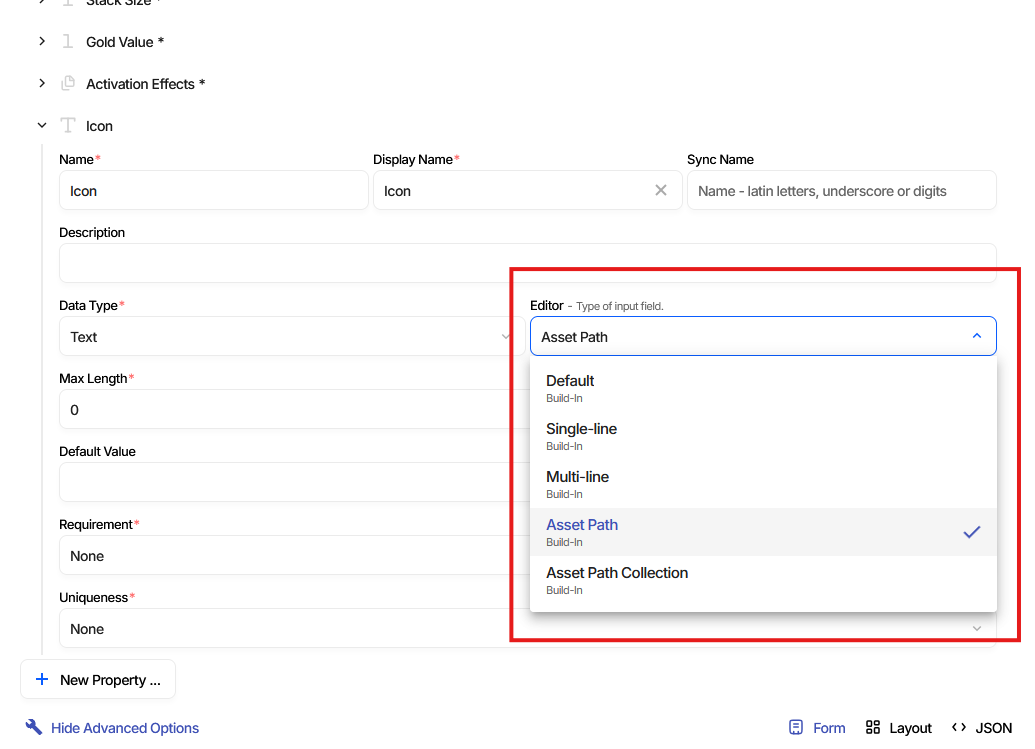 Stack Size *
Gold Value *
Activation Effects *
Icon
Name* Display Name* Sync Name
Icon Icon Name - latin letters, underscore or digits
Description
Data Type* Editor - Type of input field.
Text Asset Path
Max Length*
0
Default Value
Requirement*
None
Uniqueness*
None
Default
Build-In
Single-line
Build-In
Multi-line
Build-In
Asset Path
Build-In
Asset Path Collection
Build-In
New Property ...
Hide Advanced Options Form Layout JSON